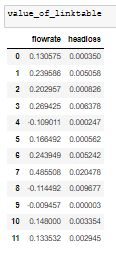 value_of_linktable
flowrate headloss
0 0.130575 0.000350
1 0.239586 0.005058
2 0.202957 0.000826
3 0.269425 0.006378
4 -0.109011 0.000247
5 0.166492 0.000562
6 0.243949 0.005242
7 0.485508 0.020478
8 -0.114492 0.009677
9 -0.009457 0.000003
10 0.148000 0.003354
11 0.133532 0.002945